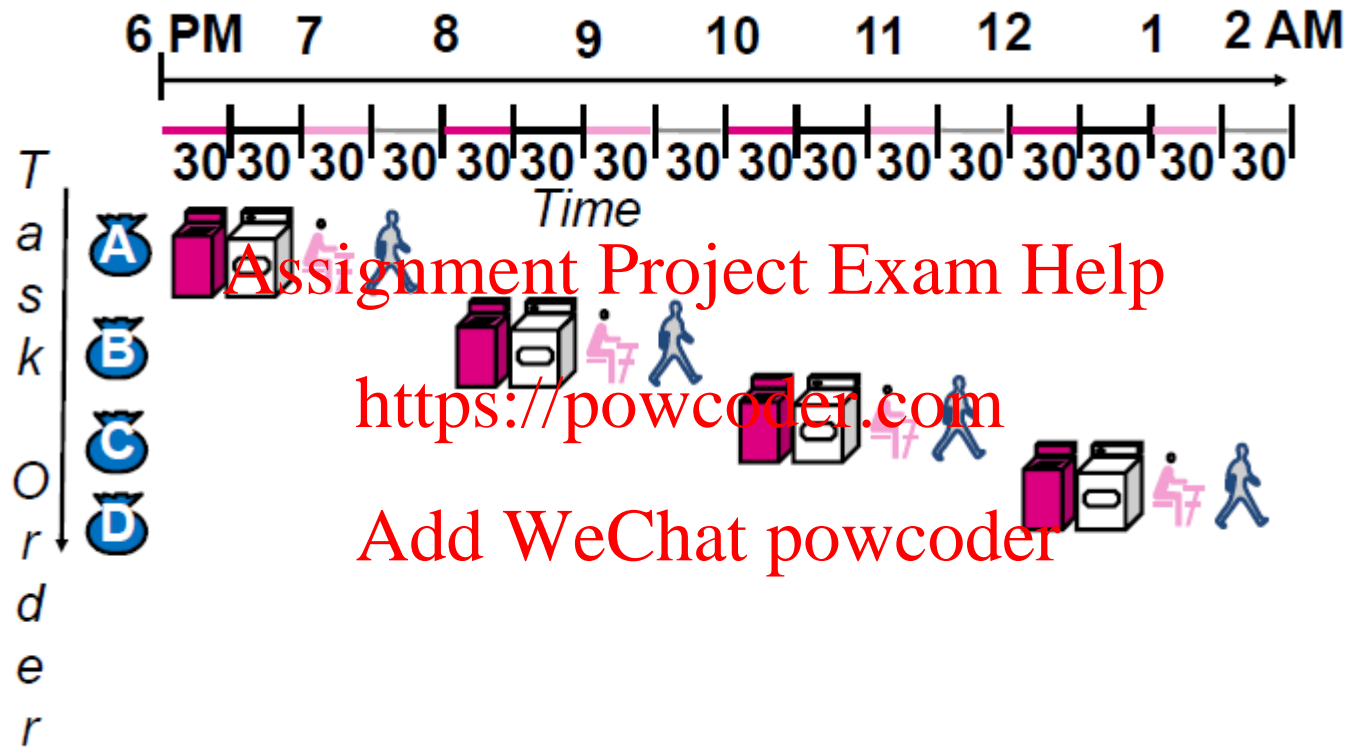 6 PM 7 8 9 10 11 12 1 2 AM
30 30 30 30 30 30 30 30 30 30 30 30 30 30 30 30
Time
Task Order
A
B
C
D
Assignment Project Exam Help
https://powcoder.com
Add WeChat powcoder